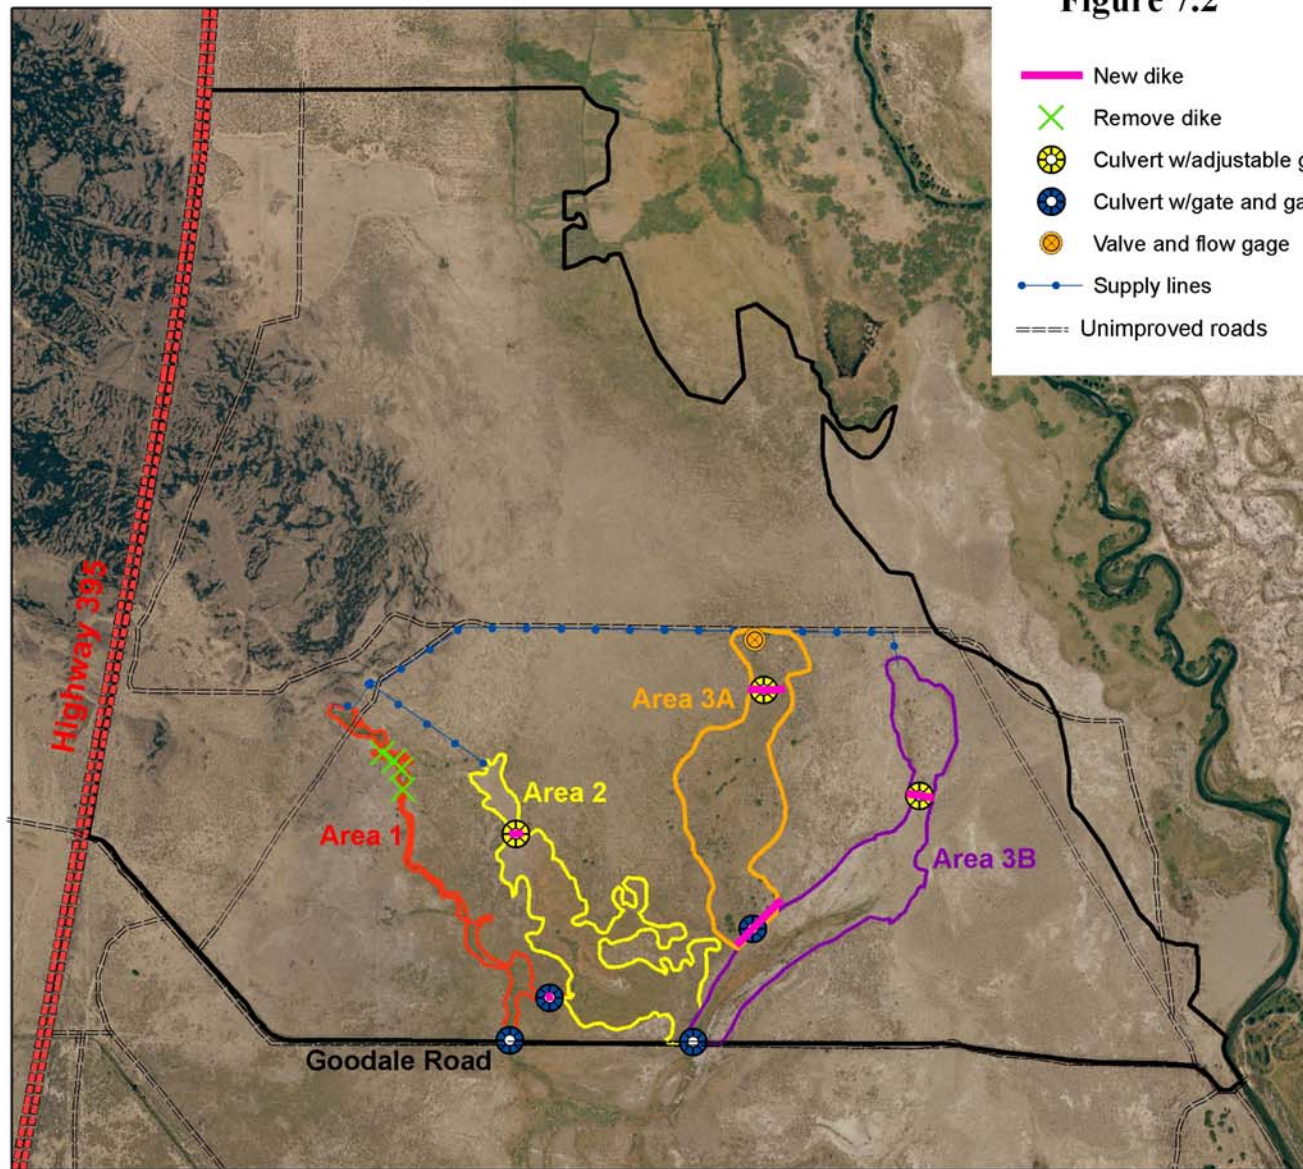 Figure 7.2
New dike
Remove dike
Culvert w/adjustable
Culvert w/gate and
Valve and flow gage
Supply lines
Unimproved roads
Highway 395
Area 3A
Area 2
Area 1
Area 3B
Goodale Road